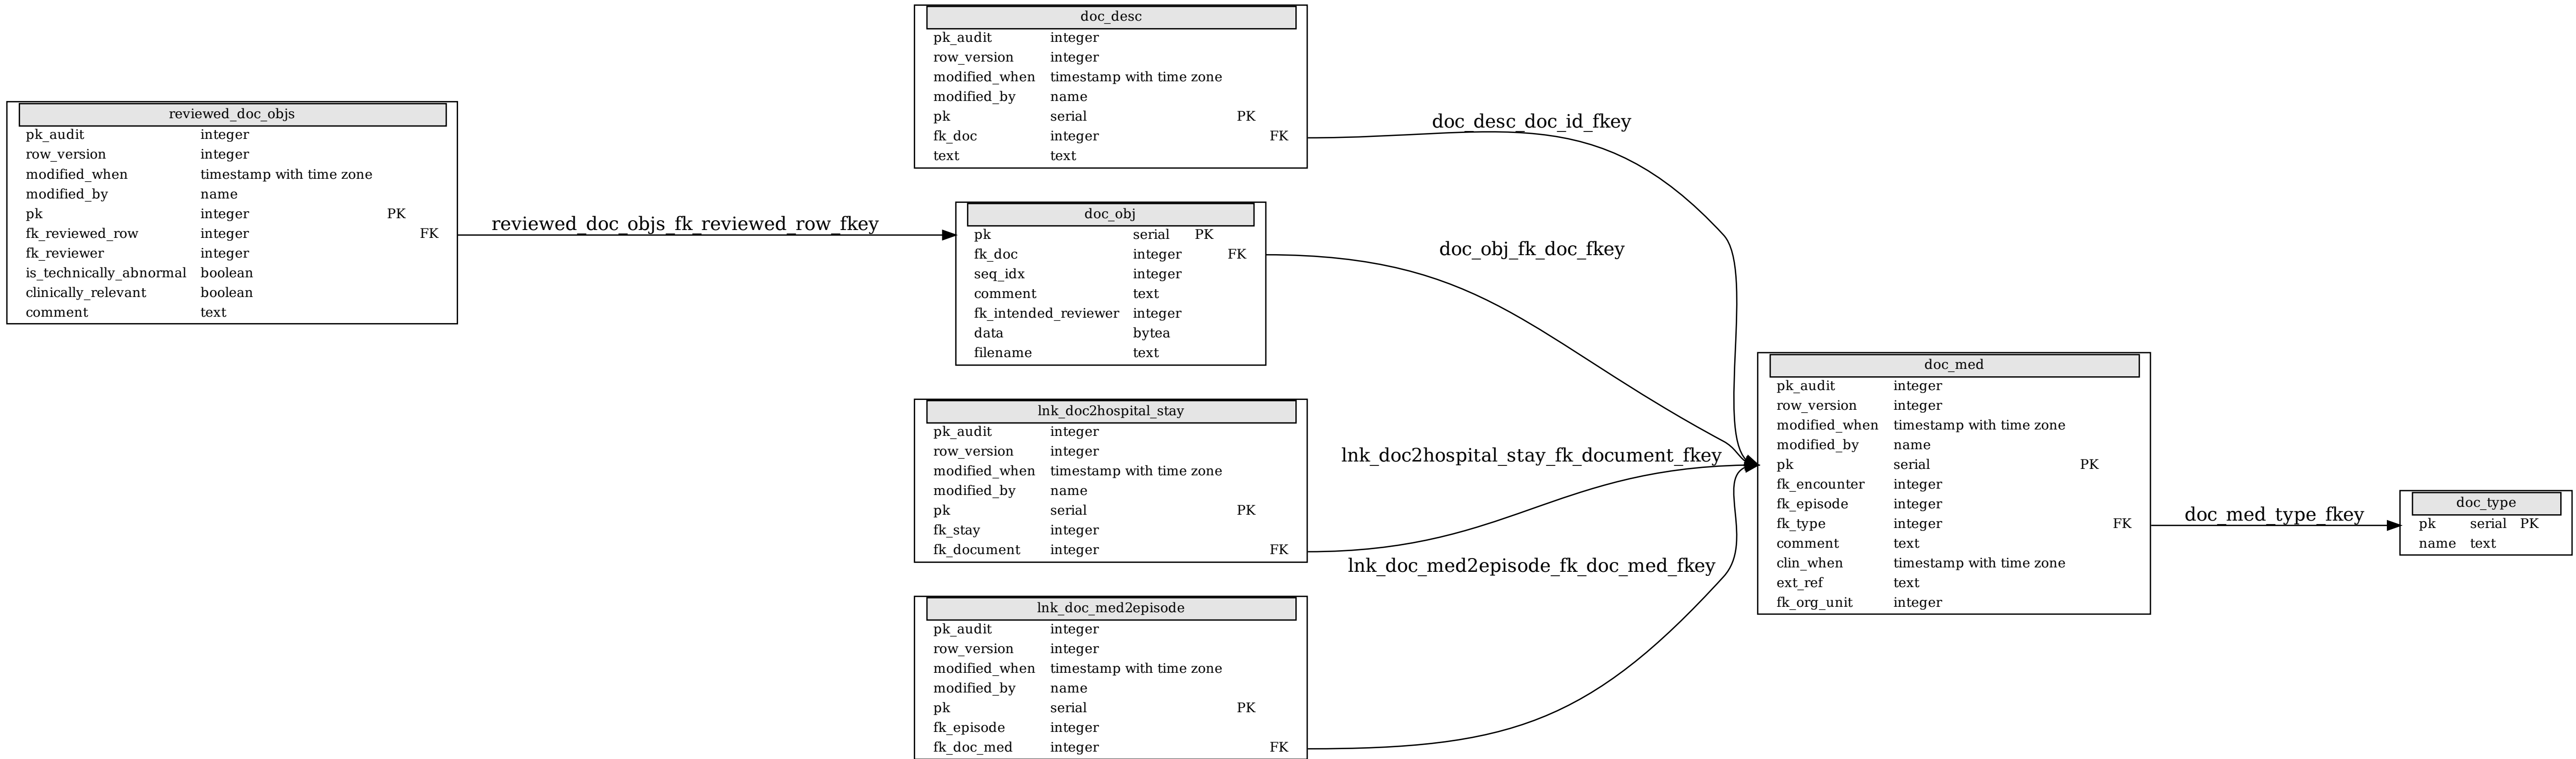 reviewed_doc_objs
pk_audit integer
row_version integer
modified_when timestamp with time zone
modified_by name
pk integer PK
fk_reviewed_row integer FK
fk_reviewer integer
is_technically_abnormal boolean
clinically_relevant boolean
comment text
reviewed_doc_objs_fk_reviewed_row_fkey
doc_desc
pk_audit integer
row_version integer
modified_when timestamp with time zone
modified_by name
pk serial PK
fk_doc integer FK
text text
doc_obj
pk serial PK
fk_doc integer FK
seq_idx integer
comment text
fk_intended_reviewer integer
data bytea
filename text
lnk_doc2hospital_stay
pk_audit integer
row_version integer
modified_when timestamp with time zone
modified_by name
pk serial PK
fk_stay integer
fk_document integer FK
lnk_doc_med2episode
pk_audit integer
row_version integer
modified_when timestamp with time zone
modified_by name
pk serial PK
fk_episode integer
fk_doc_med integer FK
doc_desc_doc_id_fkey
doc_obj_fk_doc_fkey
lnk_doc2hospital_stay_fk_document_fkey
lnk_doc_med2episode_fk_doc_med_fkey
doc_med
pk_audit integer
row_version integer
modified_when timestamp with time zone
modified_by name
pk serial PK
fk_encounter integer
fk_episode integer
fk_type integer FK
comment text
clin_when timestamp with time zone
ext_ref text
fk_org_unit integer
doc_med_type_fkey
doc_type
pk serial PK
name text